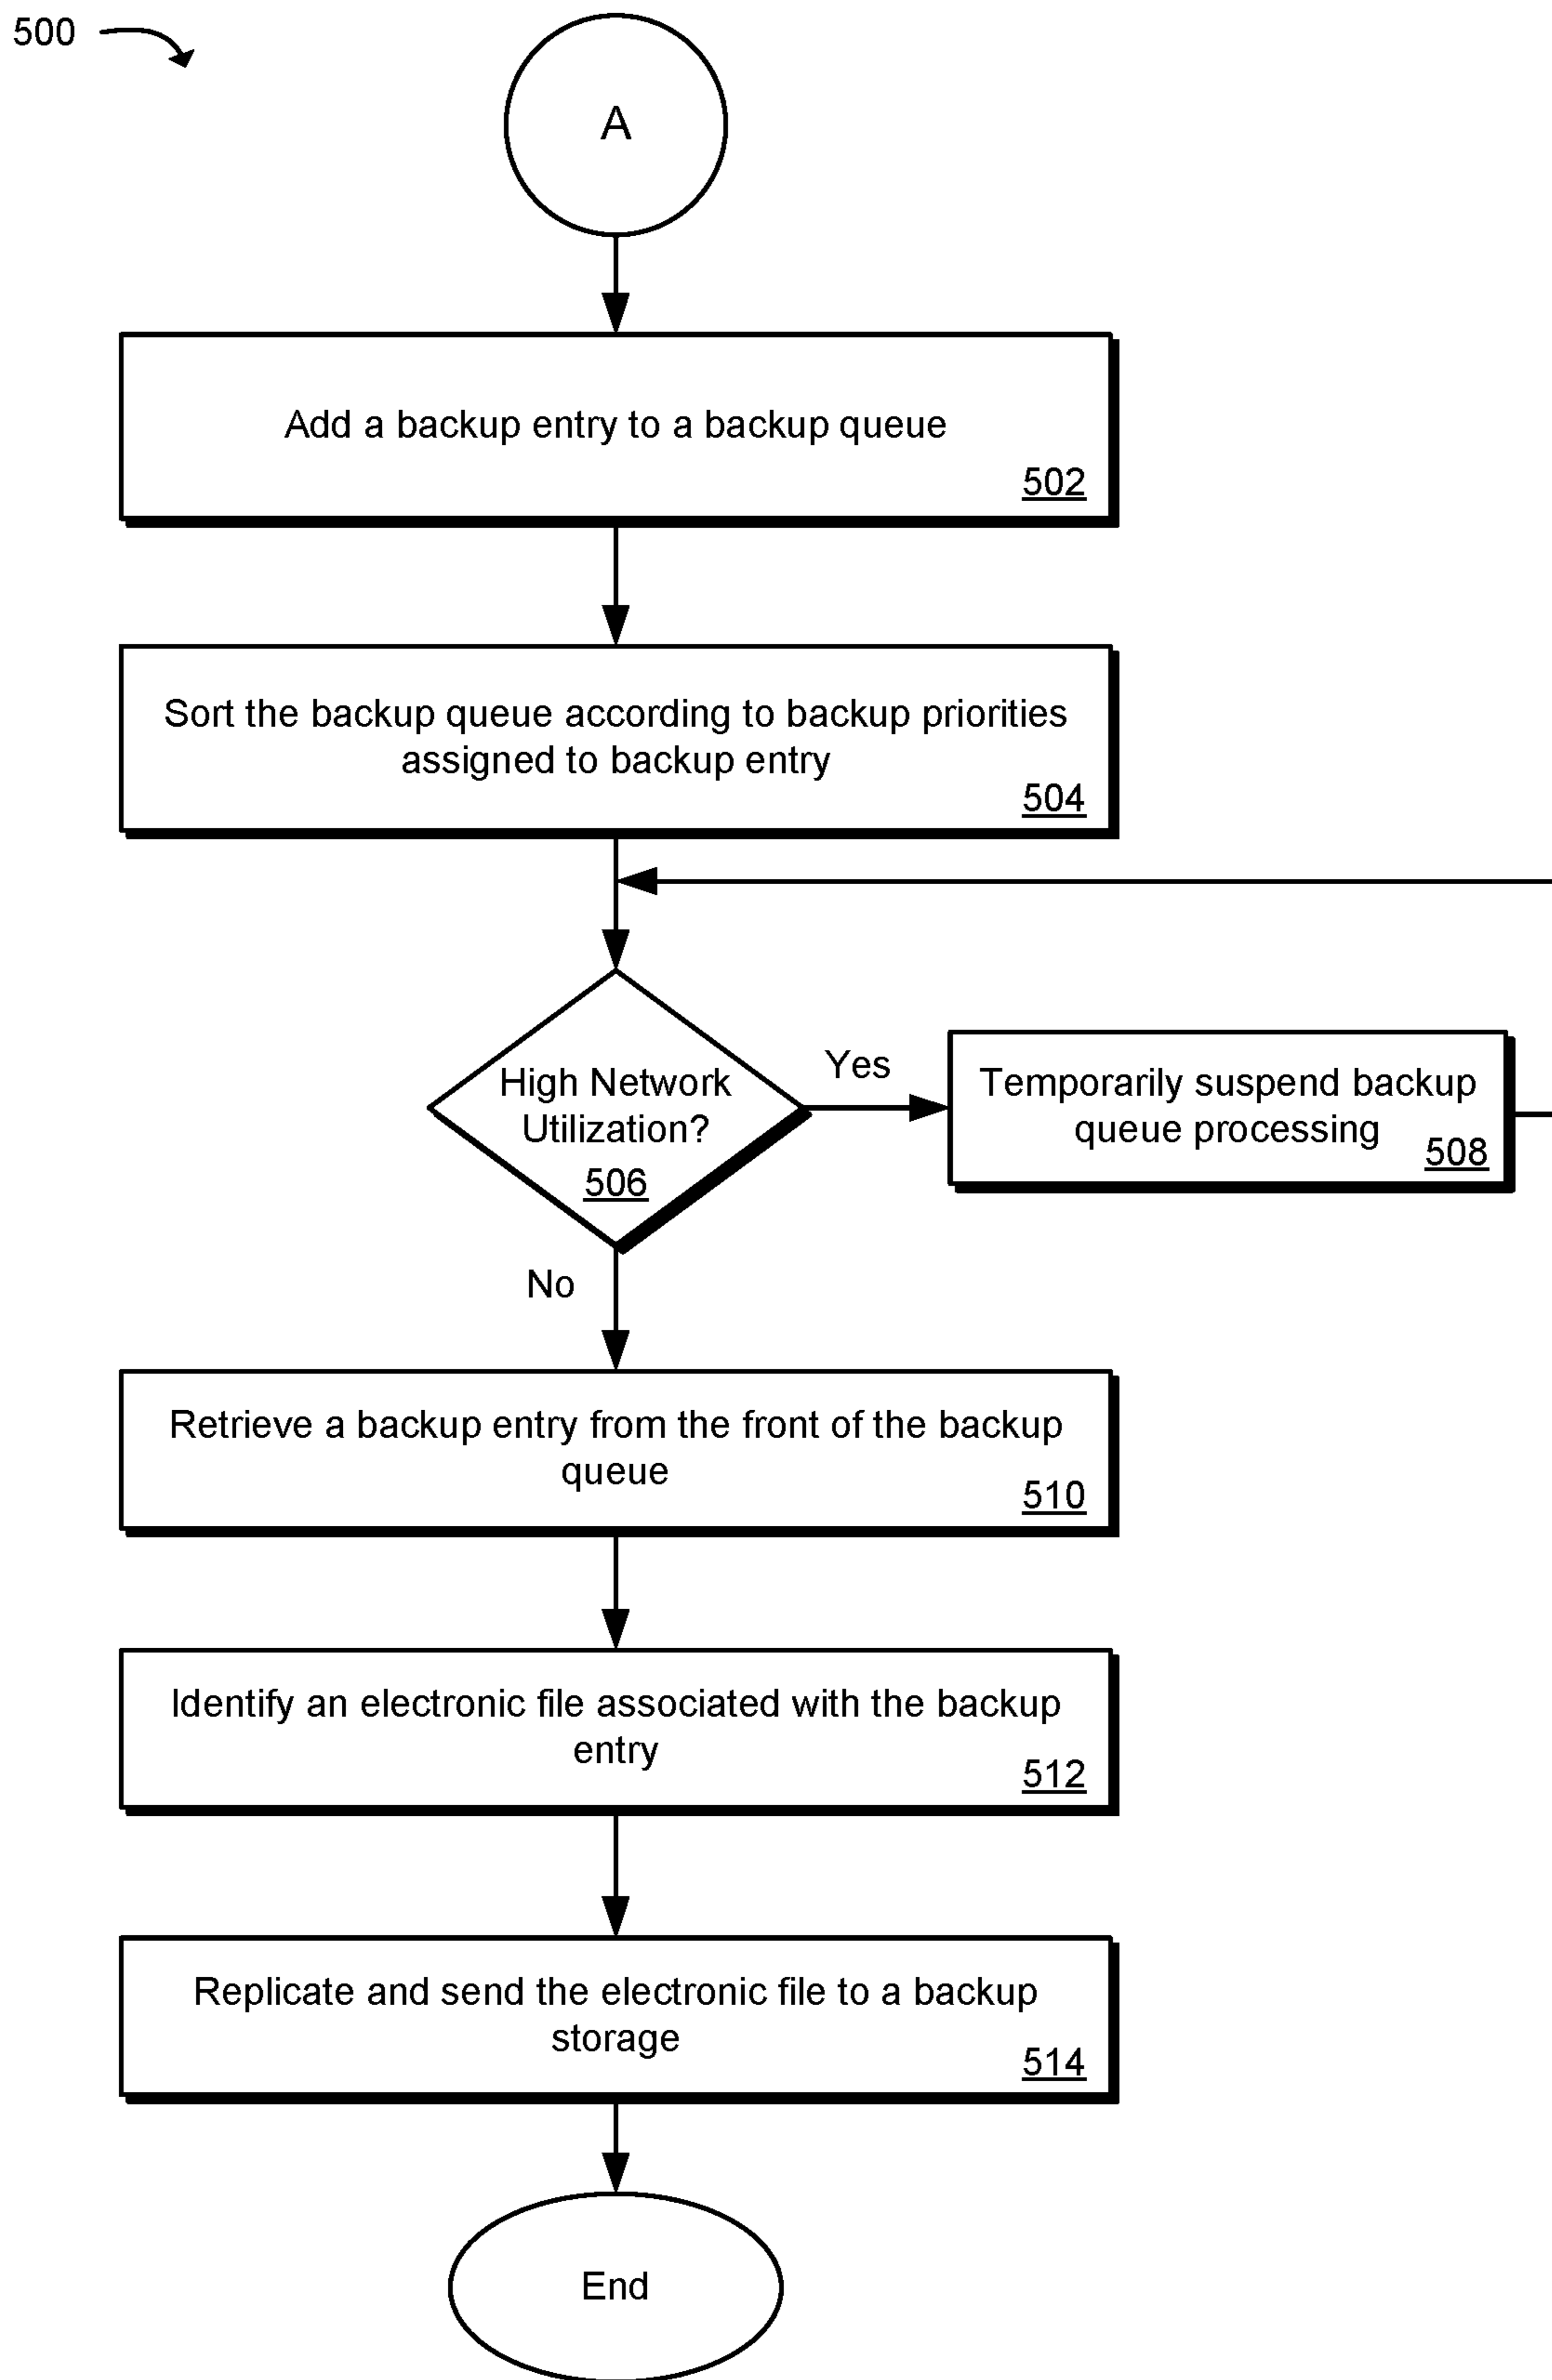 500
A
Add a backup entry to a backup queue
502
Sort the backup queue according to backup priorities
assigned to backup entry
504
High Network
Utilization?
506
Yes
Temporarily suspend backup
queue processing
508
No
Retrieve a backup entry from the front of the backup
queue
510
Identify an electronic file associated with the backup
entry
512
Replicate and send the electronic file to a backup
storage
514
End